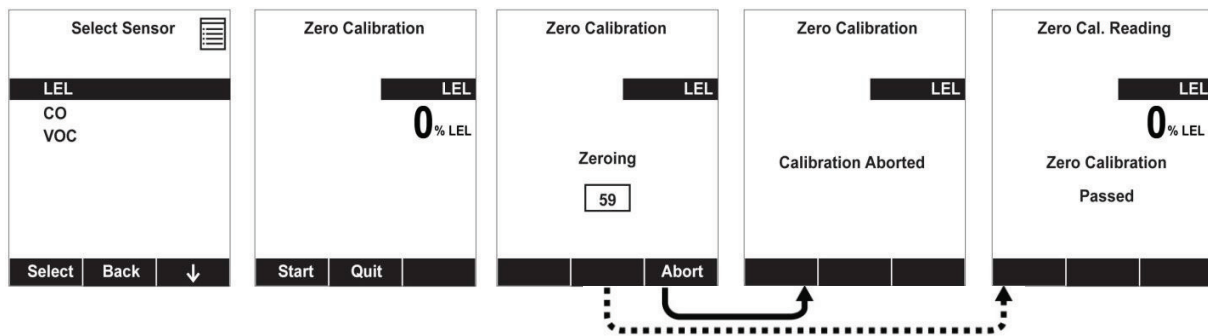 Select Sensor
LEL
CO
VOC
Select Back ↓
Zero Calibration
LEL
0 % LEL
Start Quit
Zero Calibration
LEL
Zeroing
59
Abort
Zero Calibration
LEL
Calibration Aborted
Zero Cal. Reading
LEL
0 % LEL
Zero Calibration
Passed